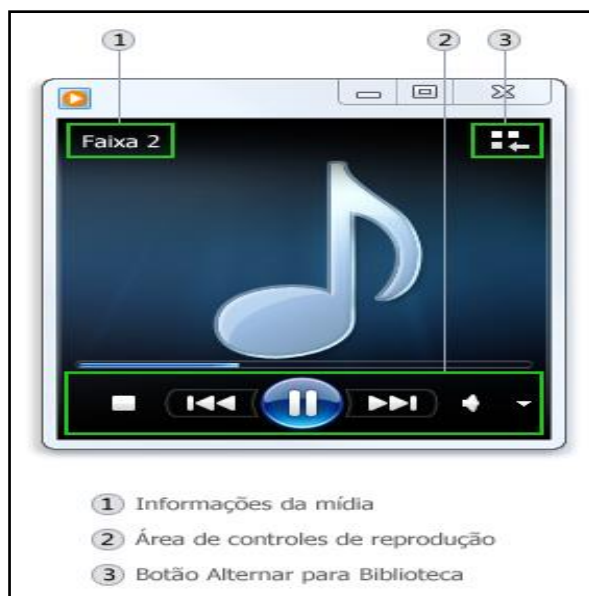 1 2 3
Faixa 2
1 Informações da mídia
2 Área de controles de reprodução
3 Botão Alternar para Biblioteca